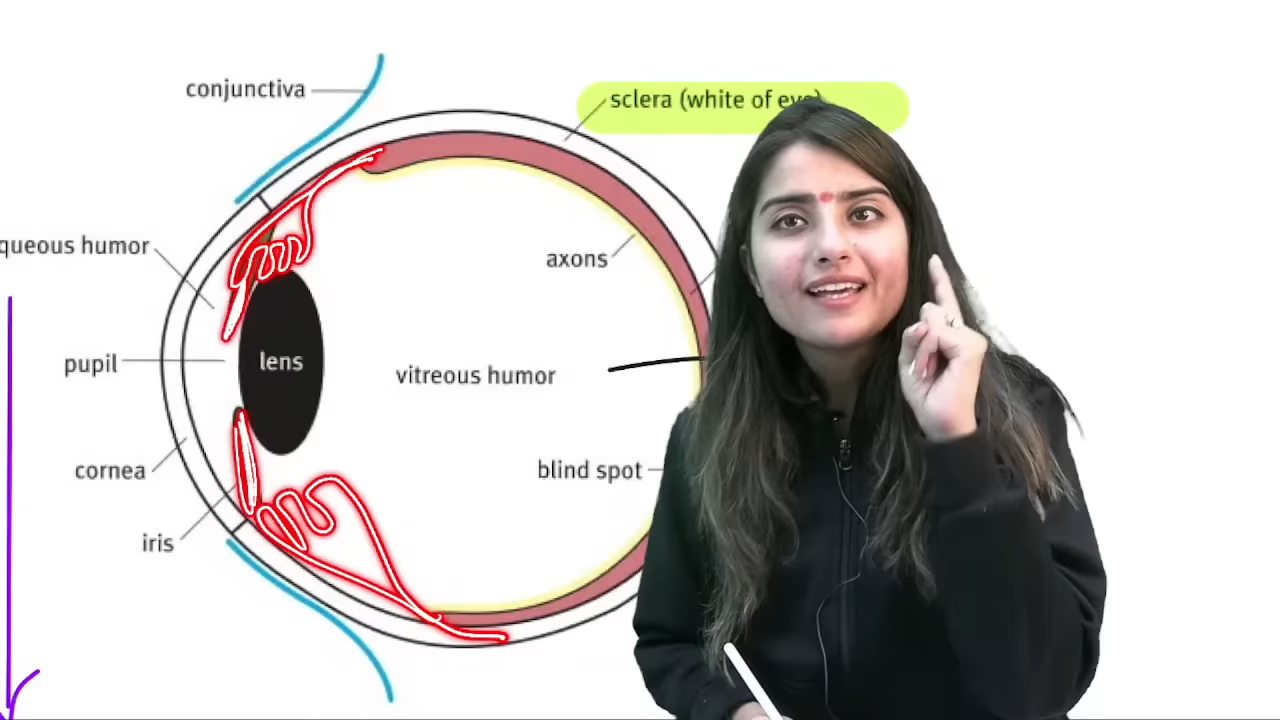 conjunctiva
sclera (white of eye)
queous humor
axons
pupil
lens
vitreous humor
cornea
blind spot
iris